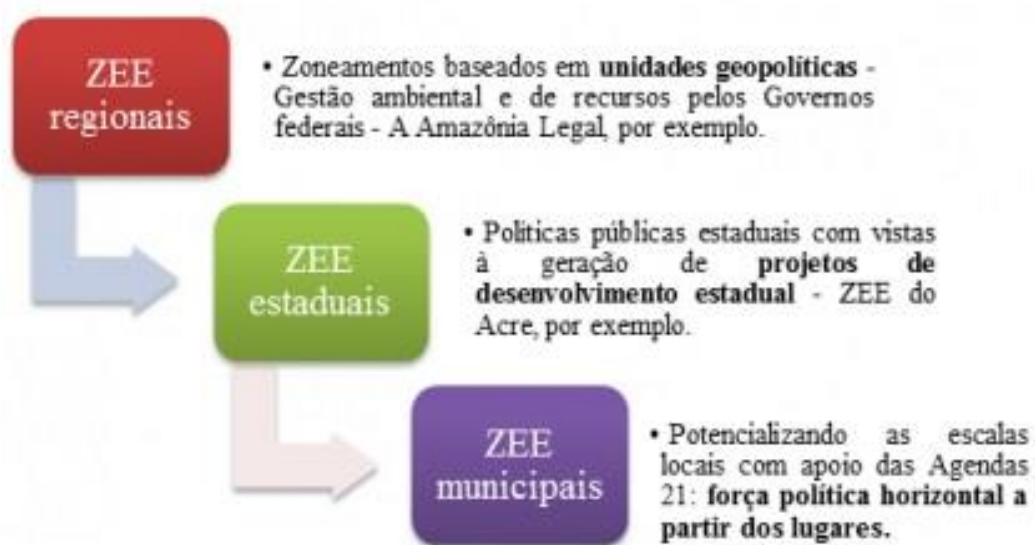 ZEE
regionais
• Zoneamentos baseados em unidades geopolíticas -
Gestão ambiental e de recursos pelos Governos
federais - A Amazônia Legal, por exemplo.
ZEE
estaduais
• Políticas públicas estaduais com vistas
à geração de projetos de
desenvolvimento estadual - ZEE do
Acre, por exemplo.
ZEE
municipais
• Potencializando as escalas
locais com apoio das Agendas
21: força política horizontal a
partir dos lugares.